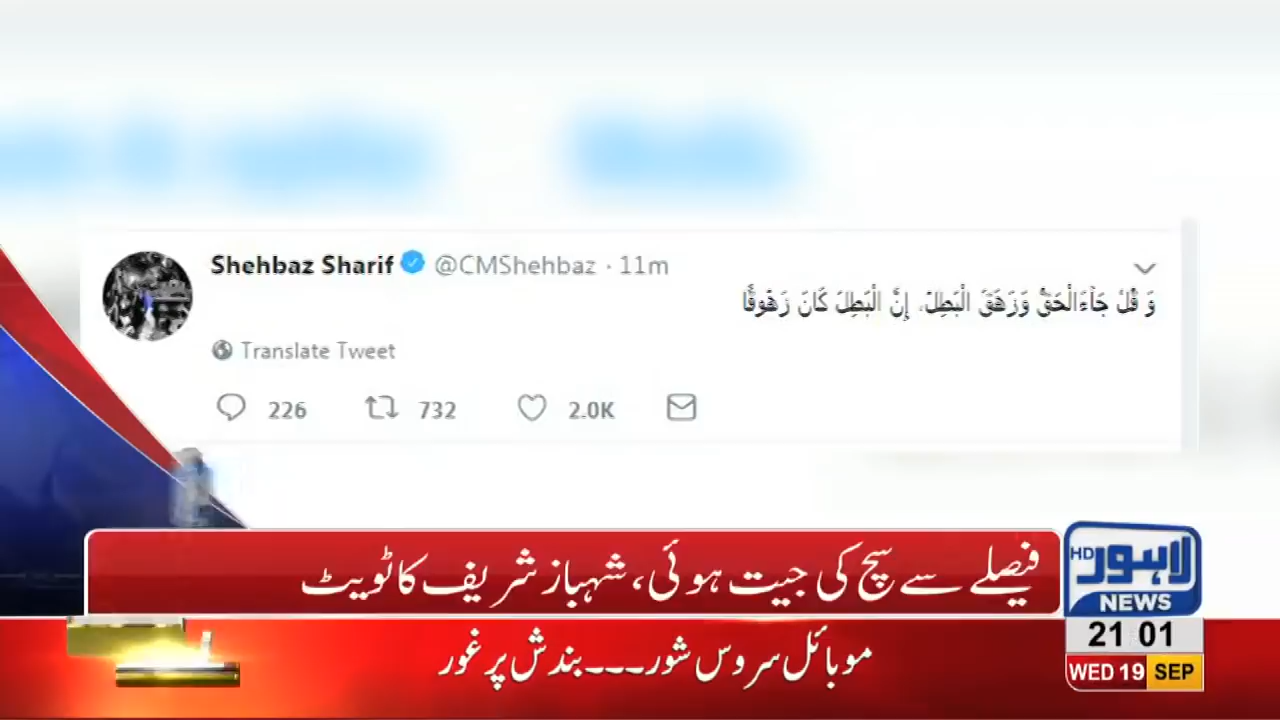 Shehbaz Sharif @CMShehbaz · 11m
وَ قُلْ جَآءَالْحَقُّ وَزَهَقَ الْبَطِلُ، إِنَّ الْبَطِلَ كَانَ زَهُوقًا
Translate Tweet
226 732 2.0K
فیصلے سے سچ کی جیت ہوئی، شہباز شریف کا ٹویٹ
HD لاہور
NEWS
موبائل سروس شور۔۔۔بندش پر غور
21 01
WED 19 SEP